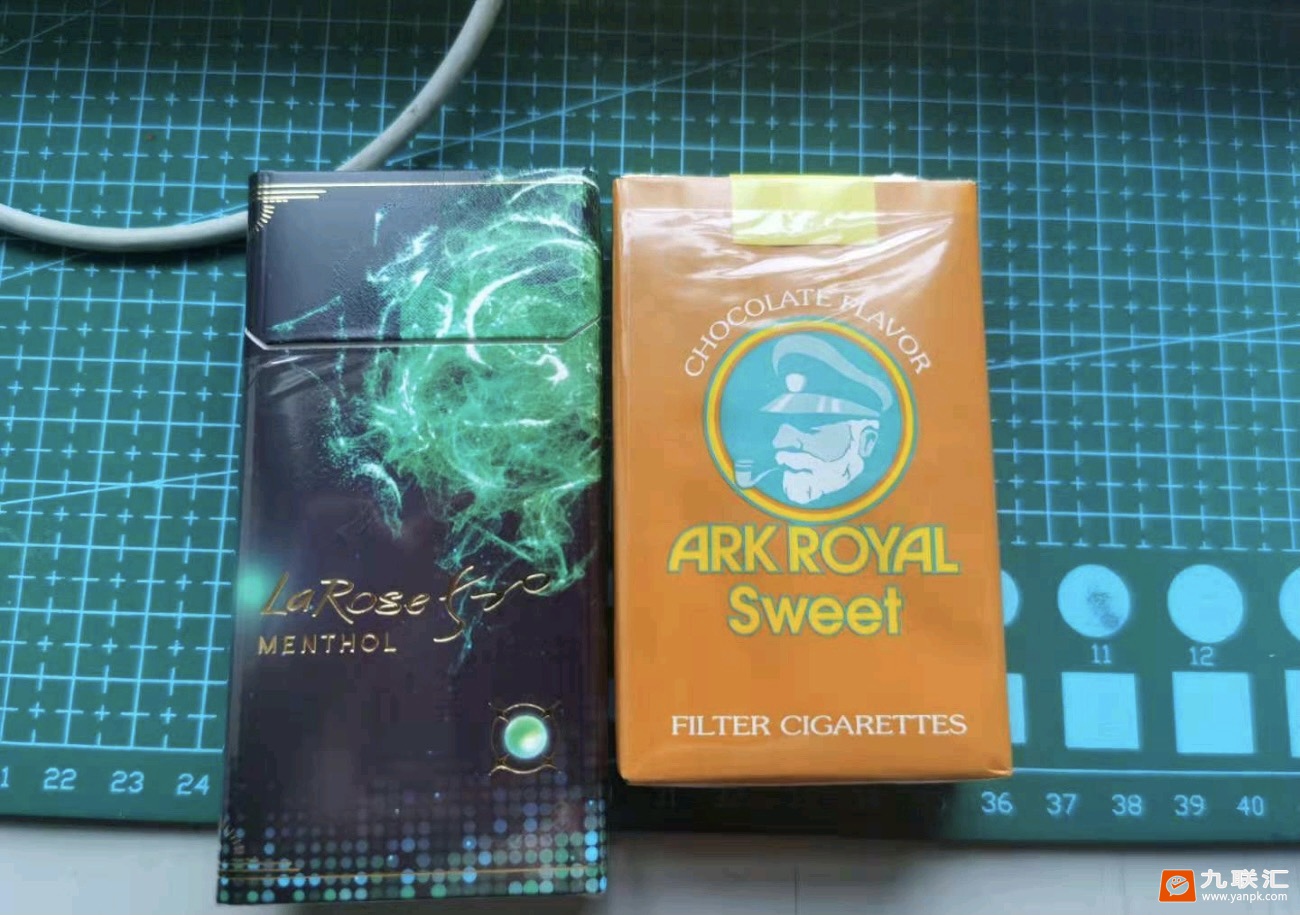 LaRose
MENTHOL
CHOCOLATE FLAVOR
ARK ROYAL
Sweet
FILTER CIGARETTES
11
12
22
23
24
36
37
38
39
40
九联汇
www.yanpk.com